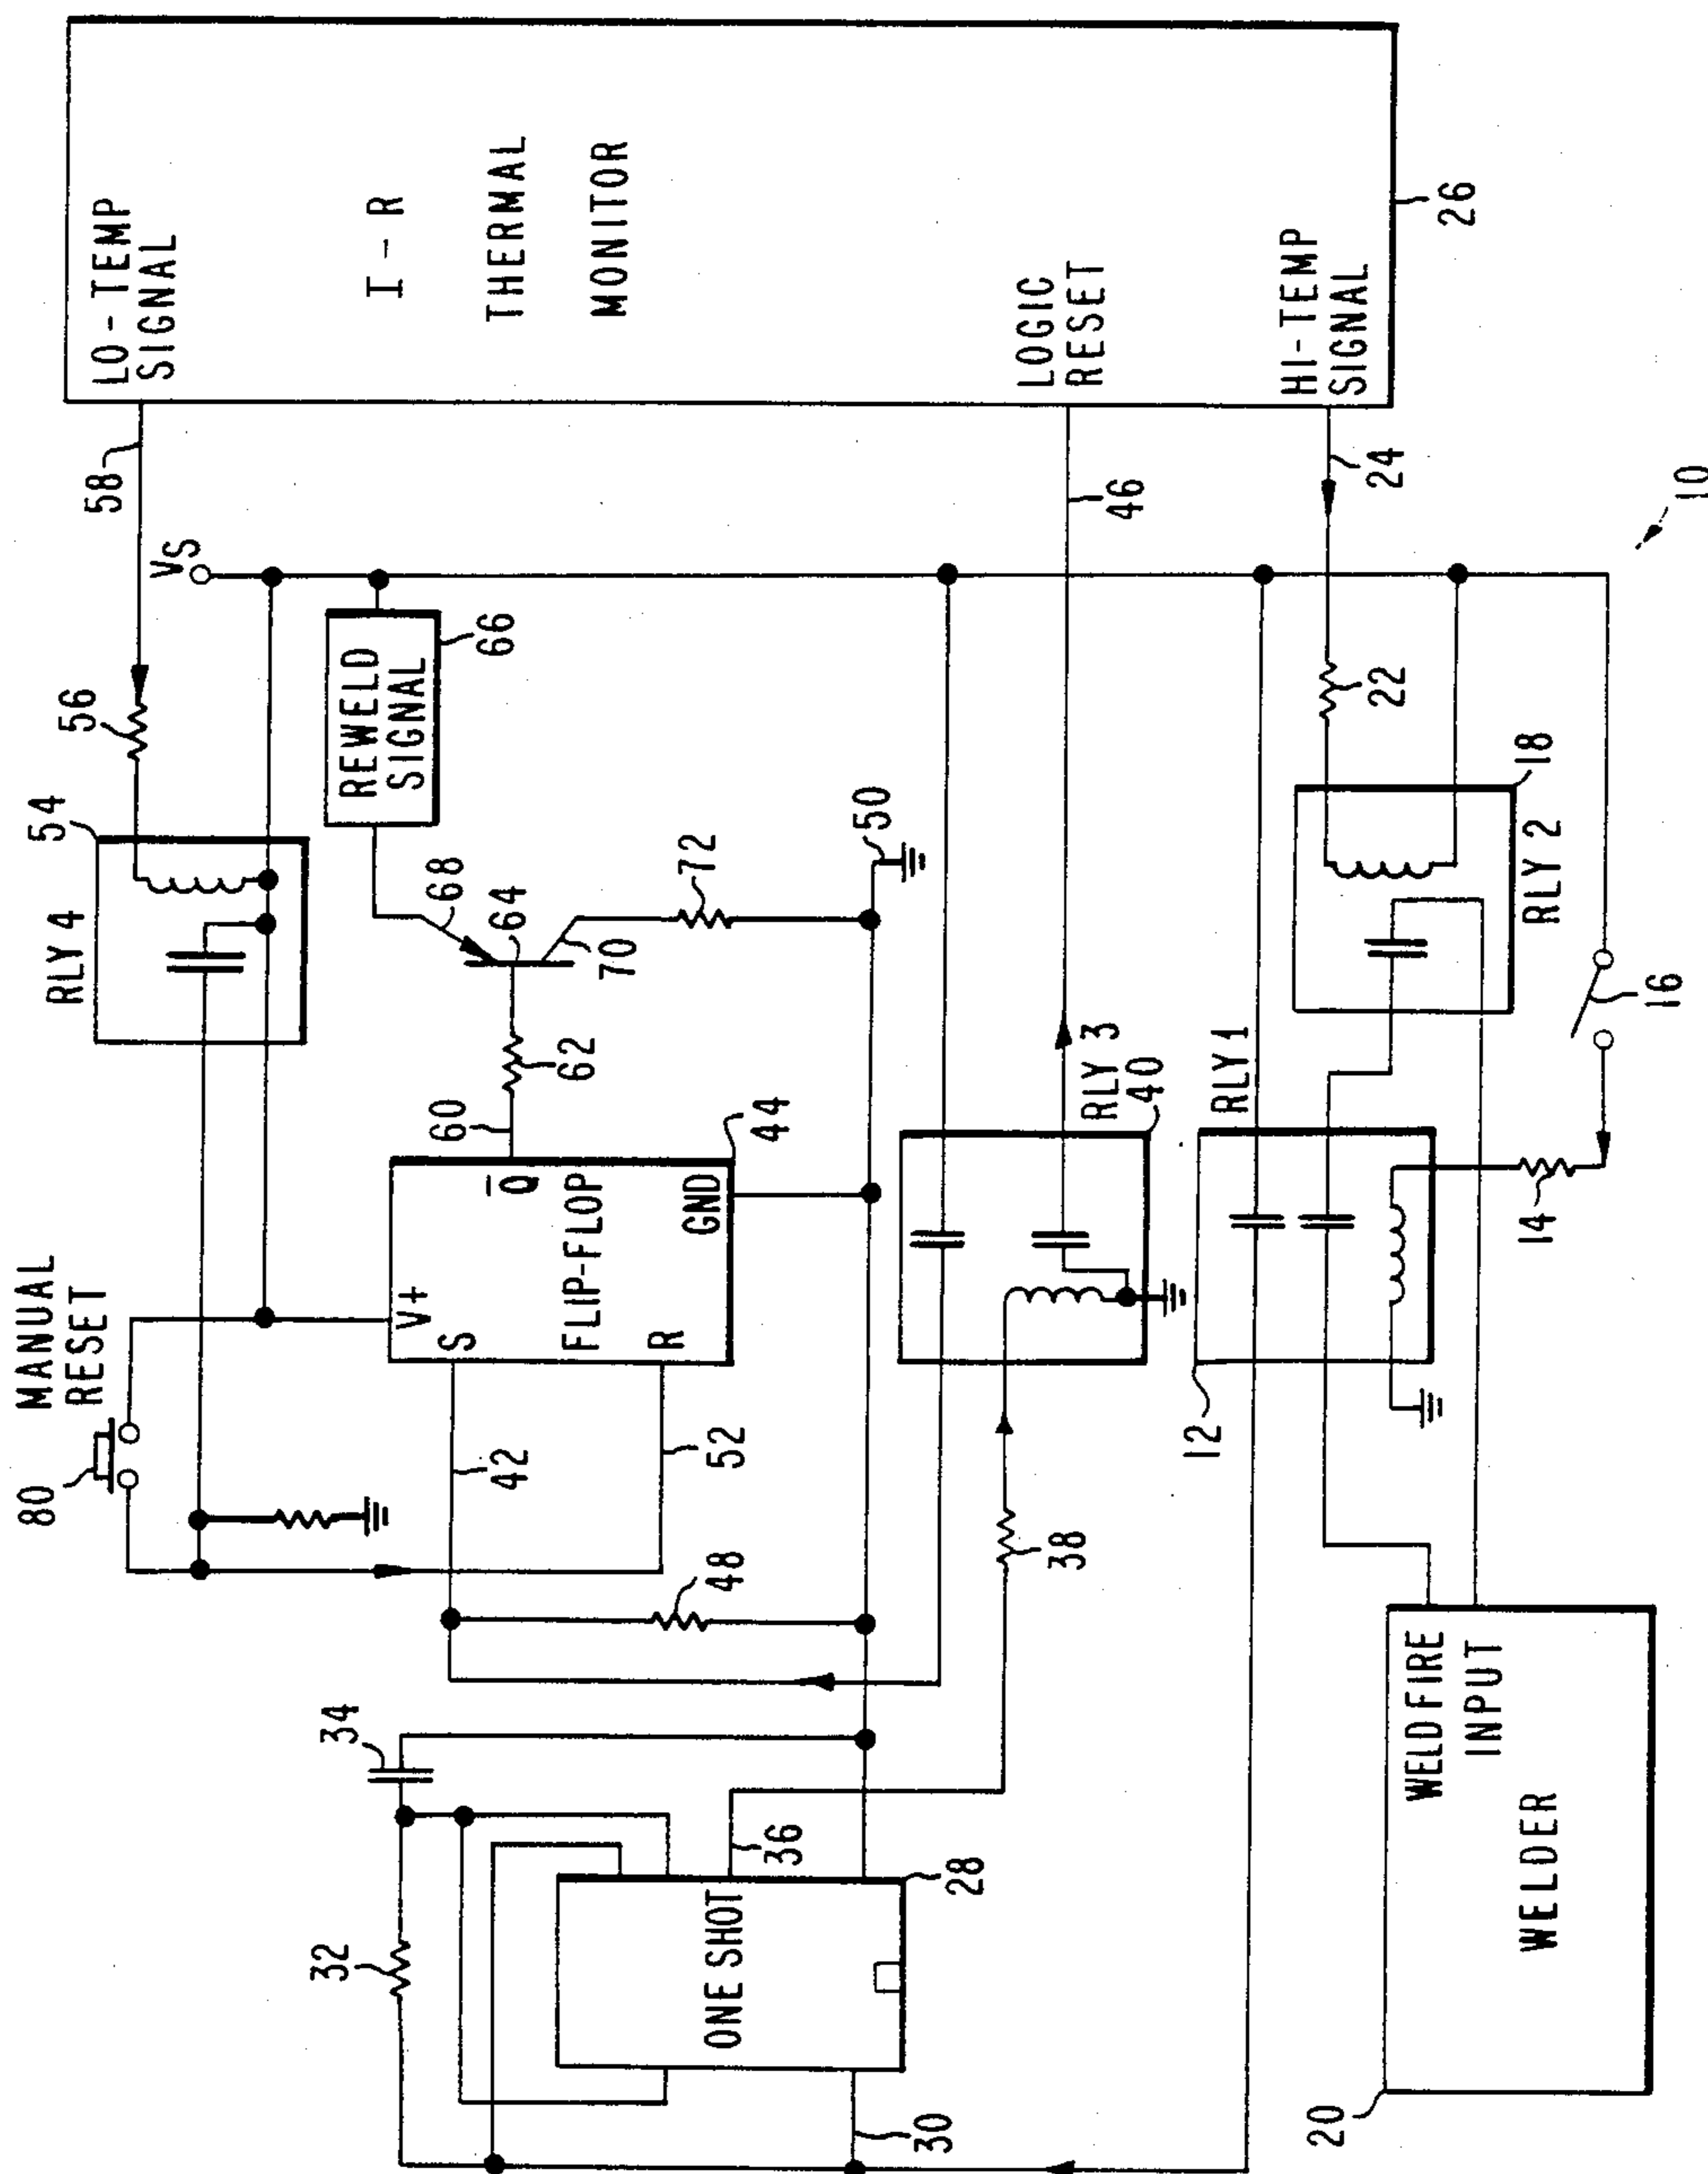 LO-TEMP
SIGNAL
I-R
THERMAL
MONITOR
LOGIC
RESET
HI-TEMP
SIGNAL
26
58
46
24
10
VS
56
REWELD
SIGNAL
66
22
54
RLY 4
68
64
70
72
50
18
RLY 2
16
60
62
44
RLY 3
40
RLY 1
14
MANUAL
RESET
80
V+
Q̅
S
FLIP-FLOP
R
GND
42
52
48
38
12
34
32
36
ONE SHOT
28
30
WELD FIRE
INPUT
WELDER
20